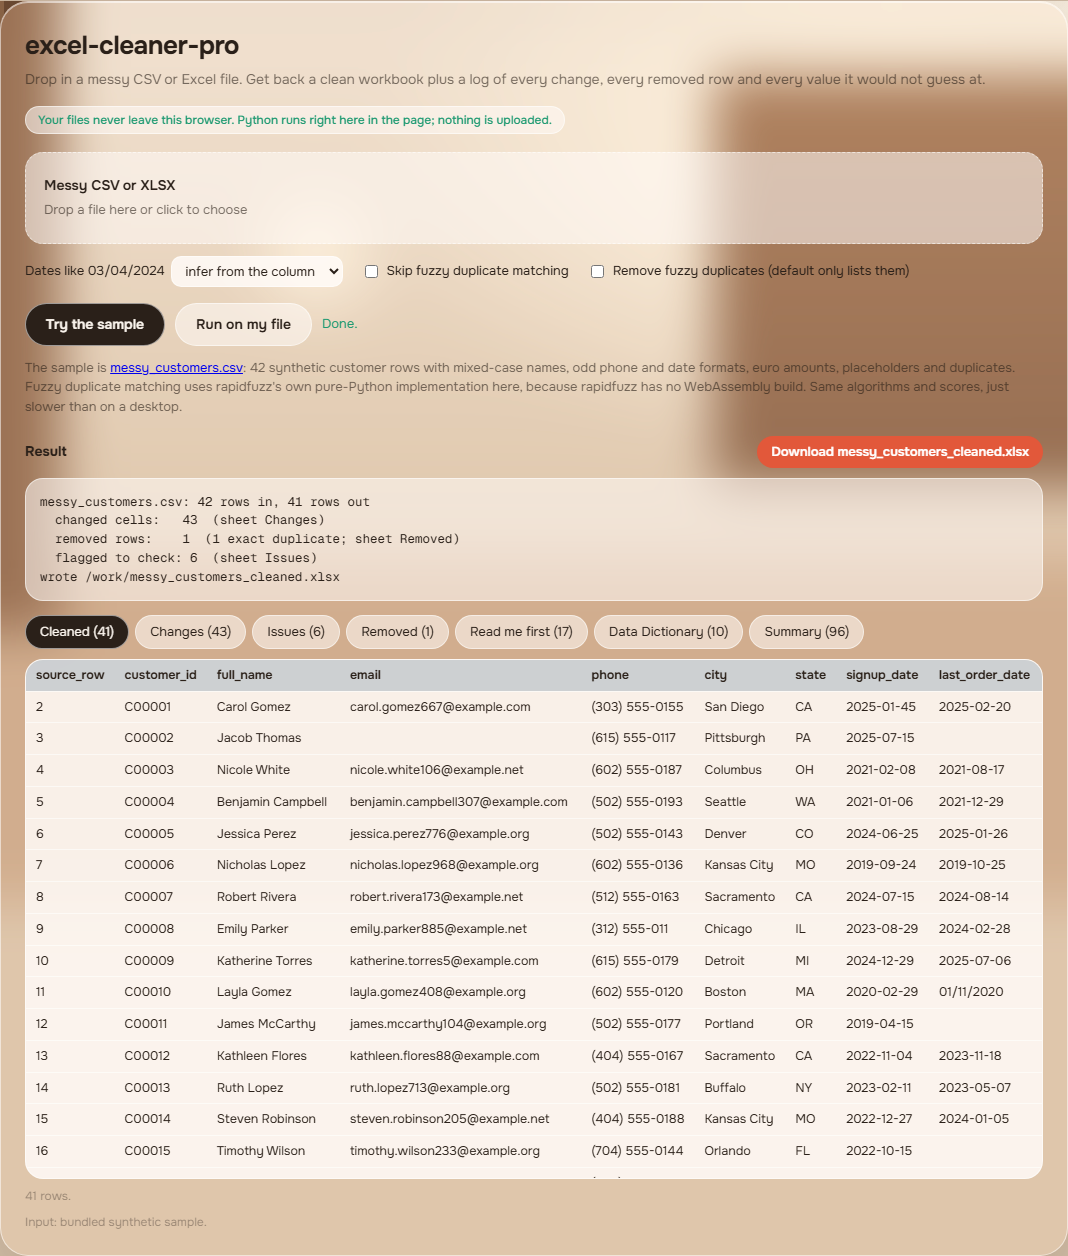 excel-cleaner-pro
Drop in a messy CSV or Excel file. Get back a clean workbook plus a log of every change, every removed row and every value it would not guess at.
Your files never leave this browser. Python runs right here in the page; nothing is uploaded.
Messy CSV or XLSX
Drop a file here or click to choose
Dates like 03/04/2024 infer from the column Skip fuzzy duplicate matching Remove fuzzy duplicates (default only lists them)
Try the sample Run on my file Done.
The sample is messy_customers.csv: 42 synthetic customer rows with mixed-case names, odd phone and date formats, euro amounts, placeholders and duplicates.
Fuzzy duplicate matching uses rapidfuzz's own pure-Python implementation here, because rapidfuzz has no WebAssembly build. Same algorithms and scores, just
slower than on a desktop.
Result Download messy_customers_cleaned.xlsx
messy_customers.csv: 42 rows in, 41 rows out
changed cells: 43 (sheet Changes)
removed rows: 1 (1 exact duplicate; sheet Removed)
flagged to check: 6 (sheet Issues)
wrote /work/messy_customers_cleaned.xlsx
Cleaned (41) Changes (43) Issues (6) Removed (1) Read me first (17) Data Dictionary (10) Summary (96)
source_row customer_id full_name email phone city state signup_date last_order_date
2 C00001 Carol Gomez carol.gomez667@example.com (303) 555-0155 San Diego CA 2025-01-45 2025-02-20
3 C00002 Jacob Thomas (615) 555-0117 Pittsburgh PA 2025-07-15
4 C00003 Nicole White nicole.white106@example.net (602) 555-0187 Columbus OH 2021-02-08 2021-08-17
5 C00004 Benjamin Campbell benjamin.campbell307@example.com (502) 555-0193 Seattle WA 2021-01-06 2021-12-29
6 C00005 Jessica Perez jessica.perez776@example.org (502) 555-0143 Denver CO 2024-06-25 2025-01-26
7 C00006 Nicholas Lopez nicholas.lopez968@example.org (602) 555-0136 Kansas City MO 2019-09-24 2019-10-25
8 C00007 Robert Rivera robert.rivera173@example.net (512) 555-0163 Sacramento CA 2024-07-15 2024-08-14
9 C00008 Emily Parker emily.parker885@example.net (312) 555-011 Chicago IL 2023-08-29 2024-02-28
10 C00009 Katherine Torres katherine.torres5@example.com (615) 555-0179 Detroit MI 2024-12-29 2025-07-06
11 C00010 Layla Gomez layla.gomez408@example.org (602) 555-0120 Boston MA 2020-02-29 01/11/2020
12 C00011 James McCarthy james.mccarthy104@example.org (502) 555-0177 Portland OR 2019-04-15
13 C00012 Kathleen Flores kathleen.flores88@example.com (404) 555-0167 Sacramento CA 2022-11-04 2023-11-18
14 C00013 Ruth Lopez ruth.lopez713@example.org (502) 555-0181 Buffalo NY 2023-02-11 2023-05-07
15 C00014 Steven Robinson steven.robinson205@example.net (404) 555-0188 Kansas City MO 2022-12-27 2024-01-05
16 C00015 Timothy Wilson timothy.wilson233@example.org (704) 555-0144 Orlando FL 2022-10-15
41 rows.
Input: bundled synthetic sample.